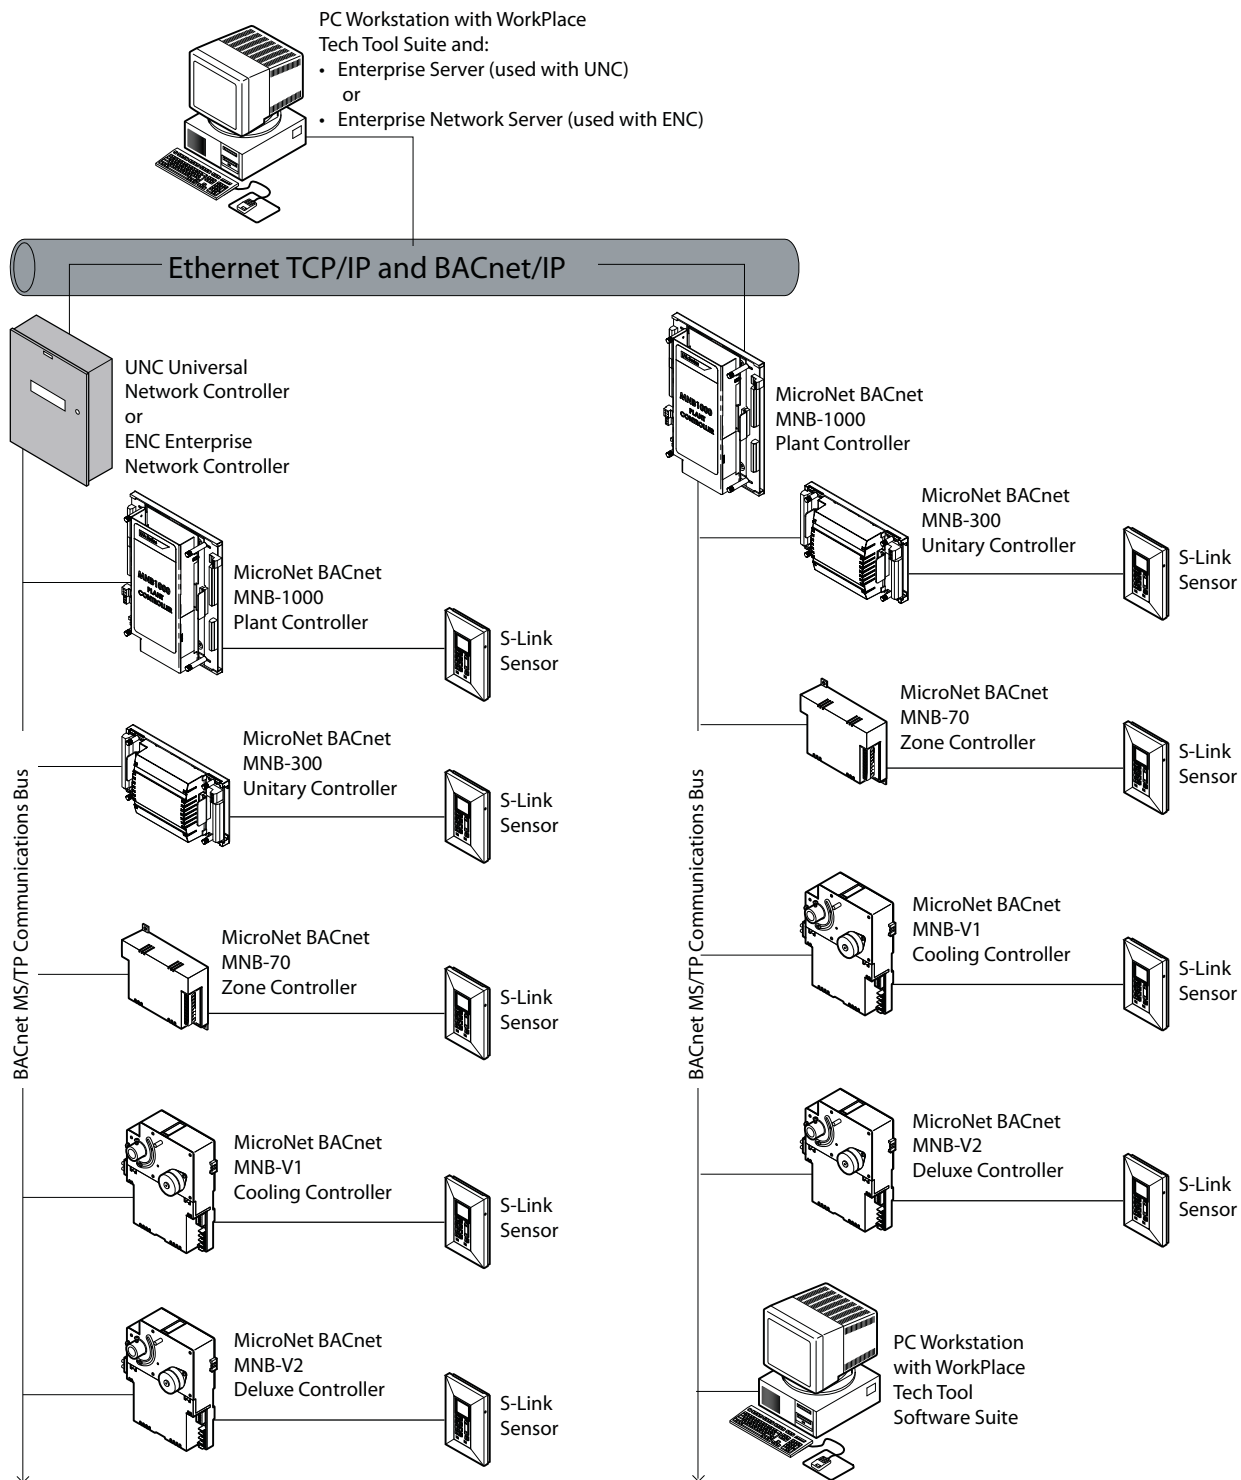 PC Workstation with WorkPlace
Tech Tool Suite and:
• Enterprise Server (used with UNC)
or
• Enterprise Network Server (used with ENC)
Ethernet TCP/IP and BACnet/IP
UNC Universal
Network Controller
or
ENC Enterprise
Network Controller
MNB1000
PLANT
CONTROLLER
MicroNet BACnet
MNB-1000
Plant Controller
S-Link
Sensor
MicroNet BACnet
MNB-300
Unitary Controller
S-Link
Sensor
BACnet MS/TP Communications Bus
MicroNet BACnet
MNB-70
Zone Controller
S-Link
Sensor
MicroNet BACnet
MNB-V1
Cooling Controller
S-Link
Sensor
MicroNet BACnet
MNB-V2
Deluxe Controller
S-Link
Sensor
MNB1000
PLANT
CONTROLLER
MicroNet BACnet
MNB-1000
Plant Controller
MicroNet BACnet
MNB-300
Unitary Controller
S-Link
Sensor
MicroNet BACnet
MNB-70
Zone Controller
S-Link
Sensor
BACnet MS/TP Communications Bus
MicroNet BACnet
MNB-V1
Cooling Controller
S-Link
Sensor
MicroNet BACnet
MNB-V2
Deluxe Controller
S-Link
Sensor
PC Workstation
with WorkPlace
Tech Tool
Software Suite